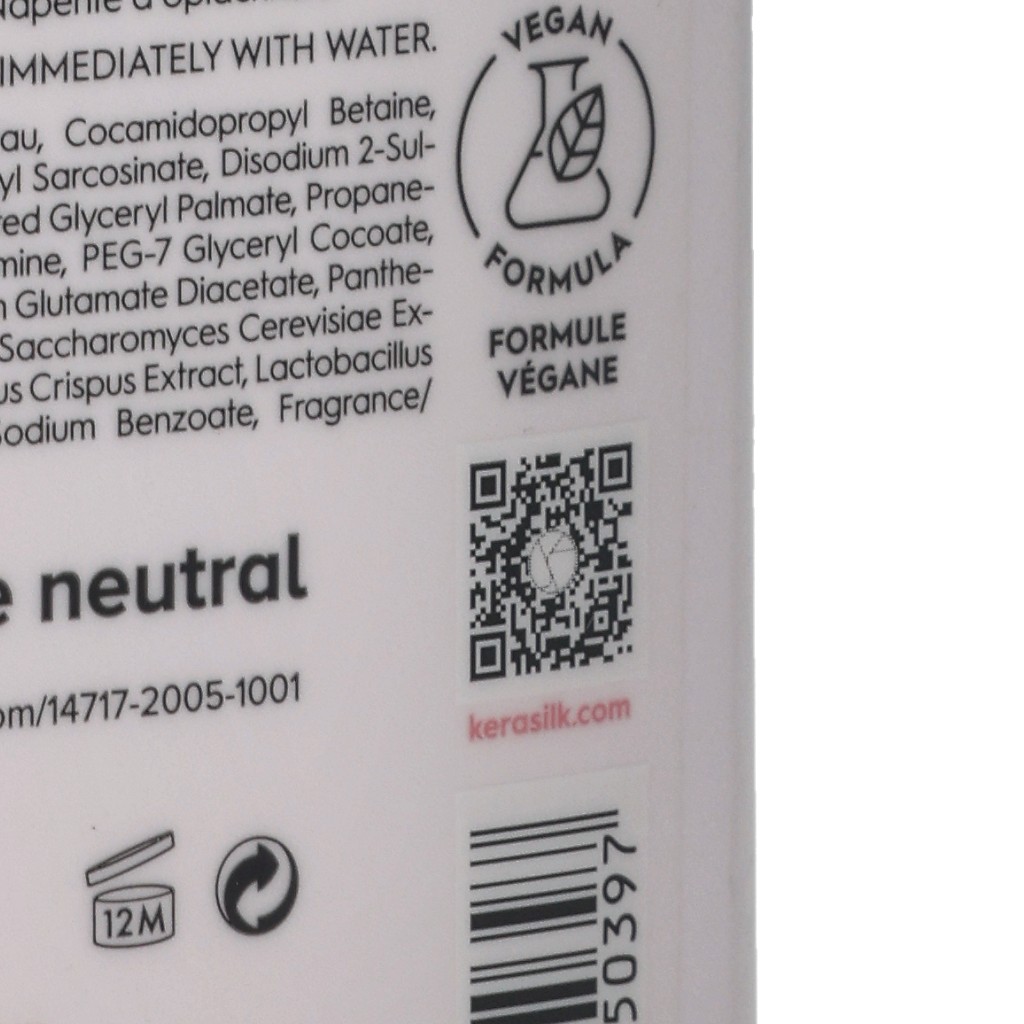 IMMEDIATELY WITH WATER.
au, Cocamidopropyl Betaine,
yl Sarcosinate, Disodium 2-Sul-
ed Glyceryl Palmate, Propane-
mine, PEG-7 Glyceryl Cocoate,
Glutamate Diacetate, Panthe-
Saccharomyces Cerevisiae Ex-
us Crispus Extract, Lactobacillus
Sodium Benzoate, Fragrance/
VEGAN
FORMULA
FORMULE
VÉGANE
e neutral
om/14717-2005-1001
kerasilk.com
12M
50397